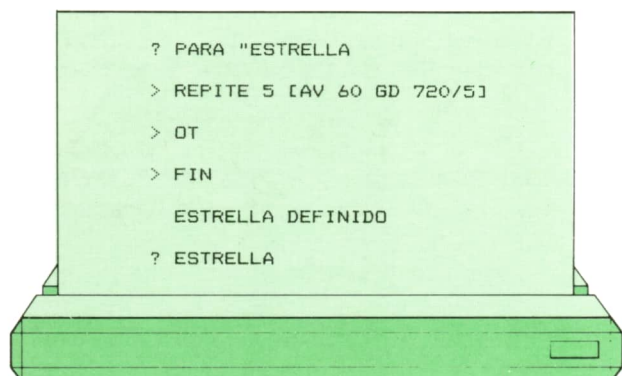 ? PARA "ESTRELLA
> REPITE 5 [AV 60 GD 720/5]
> OT
> FIN
ESTRELLA DEFINIDO
? ESTRELLA